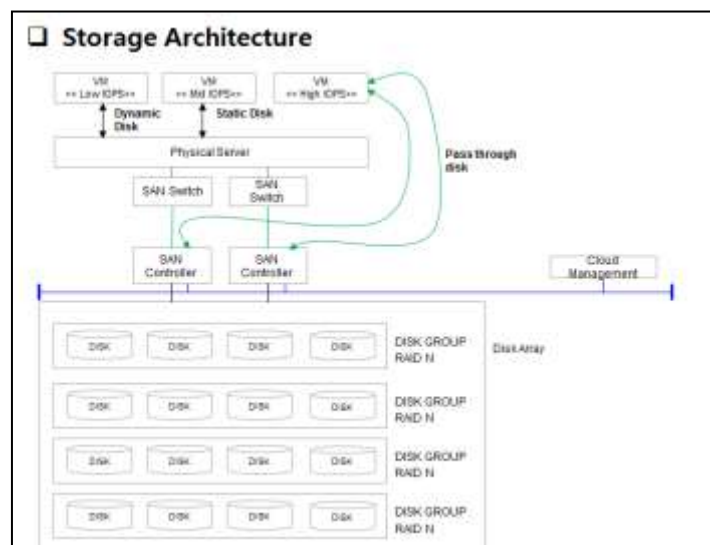 Storage Architecture
VM
<< Low IOPS>>
VM
<< Mid IOPS>>
VM
<< High IOPS>>
Dynamic
Disk
Static Disk
Physical Server
Pass through
disk
SAN Switch
SAN
Switch
SAN
Controller
SAN
Controller
Cloud
Management
DISK DISK DISK DISK
DISK GROUP
RAID N
Disk Array
DISK DISK DISK DISK
DISK GROUP
RAID N
DISK DISK DISK DISK
DISK GROUP
RAID N
DISK DISK DISK DISK
DISK GROUP
RAID N